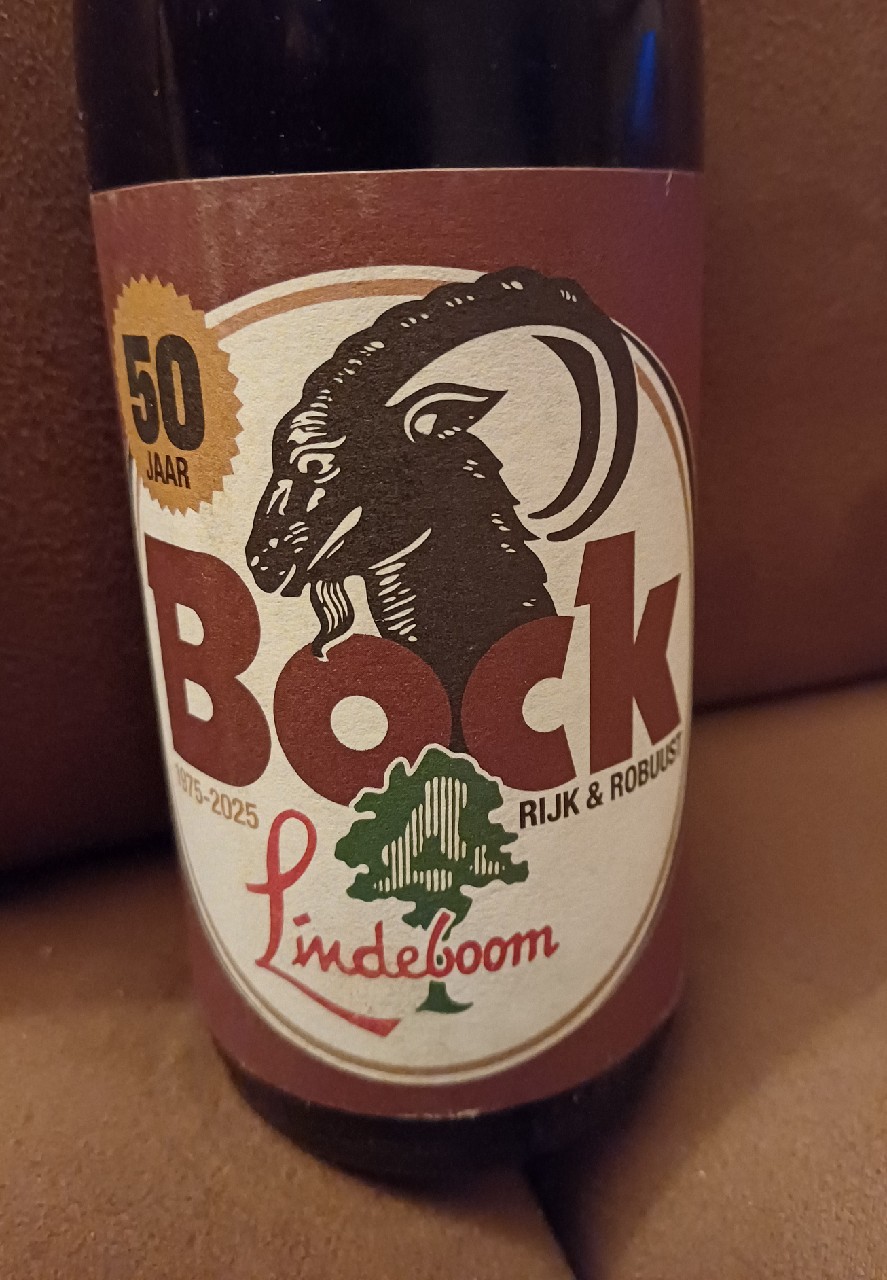 50
JAAR
Bock
1975-2025
RIJK & ROBUUST
Lindeboom